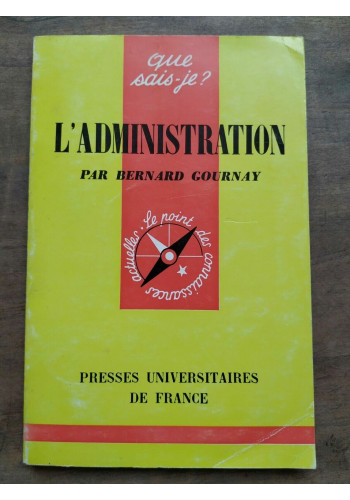 que
sais-je?
L'ADMINISTRATION
PAR BERNARD GOURNAY
Le point des connaissances actuelles.
PRESSES UNIVERSITAIRES
DE FRANCE